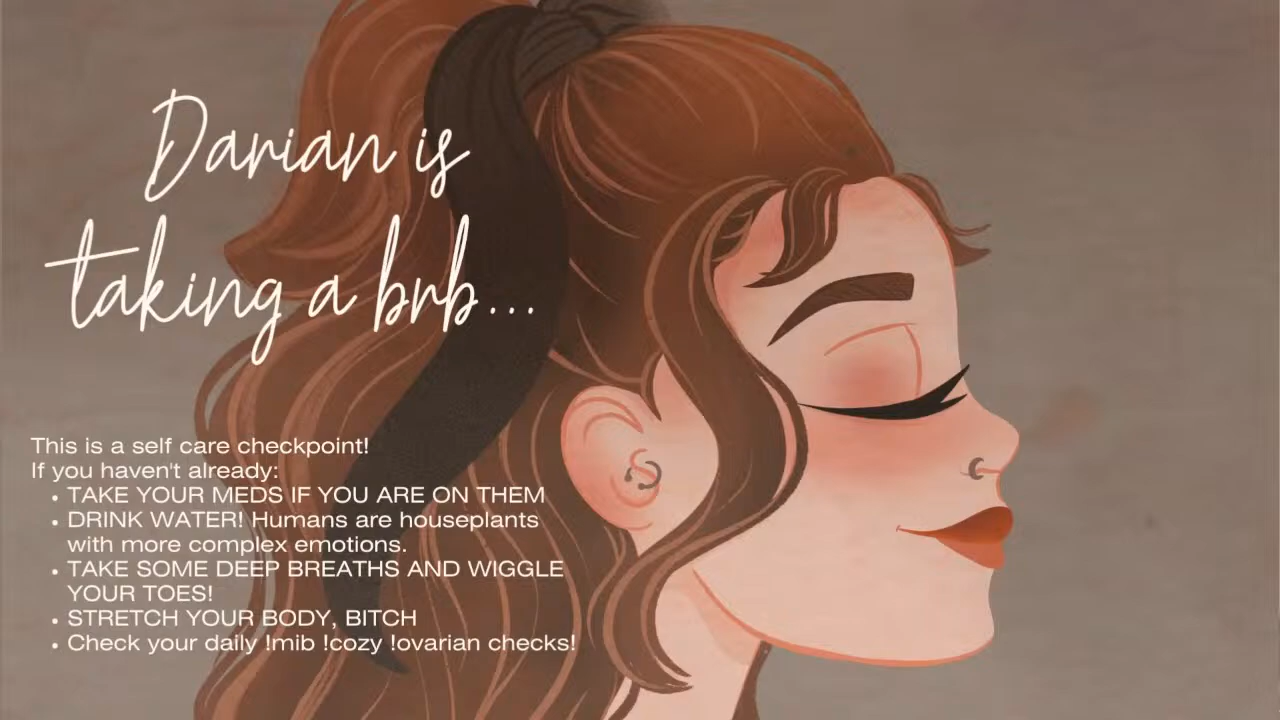 Darian is
taking a brb...
This is a self care checkpoint!
If you haven't already:
• TAKE YOUR MEDS IF YOU ARE ON THEM
• DRINK WATER! Humans are houseplants
with more complex emotions.
• TAKE SOME DEEP BREATHS AND WIGGLE
YOUR TOES!
• STRETCH YOUR BODY, BITCH
• Check your daily !mib !cozy !ovarian checks!